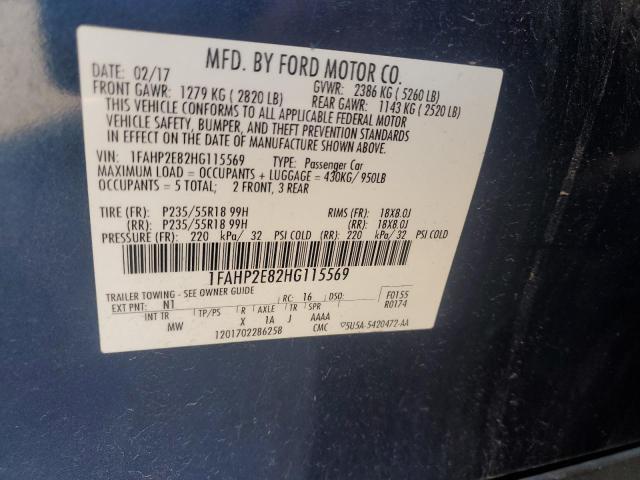 MFD. BY FORD MOTOR CO.
DATE: 02/17 GVWR: 2386 KG ( 5260 LB)
FRONT GAWR: 1279 KG ( 2820 LB) REAR GAWR: 1143 KG ( 2520 LB)
THIS VEHICLE CONFORMS TO ALL APPLICABLE FEDERAL MOTOR
VEHICLE SAFETY, BUMPER, AND THEFT PREVENTION STANDARDS
IN EFFECT ON THE DATE OF MANUFACTURE SHOWN ABOVE.
VIN: 1FAHP2E82HG115569 TYPE: Passenger Car
MAXIMUM LOAD = OCCUPANTS + LUGGAGE = 430KG/ 950LB
OCCUPANTS = 5 TOTAL; 2 FRONT, 3 REAR
TIRE (FR): P235/55R18 99H RIMS (FR): 18X8.0J
(RR): P235/55R18 99H (RR): 18X8.0J
PRESSURE (FR): 220 kPa/ 32 PSI COLD (RR): 220 kPa/ 32 PSI COLD
1FAHP2E82HG115569
TRAILER TOWING - SEE OWNER GUIDE
EXT PNT: N1 RC: 16 DSO: F0155
R0174
INT TR TP/PS R AXLE TR SPR
MW X 1A J AAAA
1201702286258 CMC 5U5A-5420472-AA